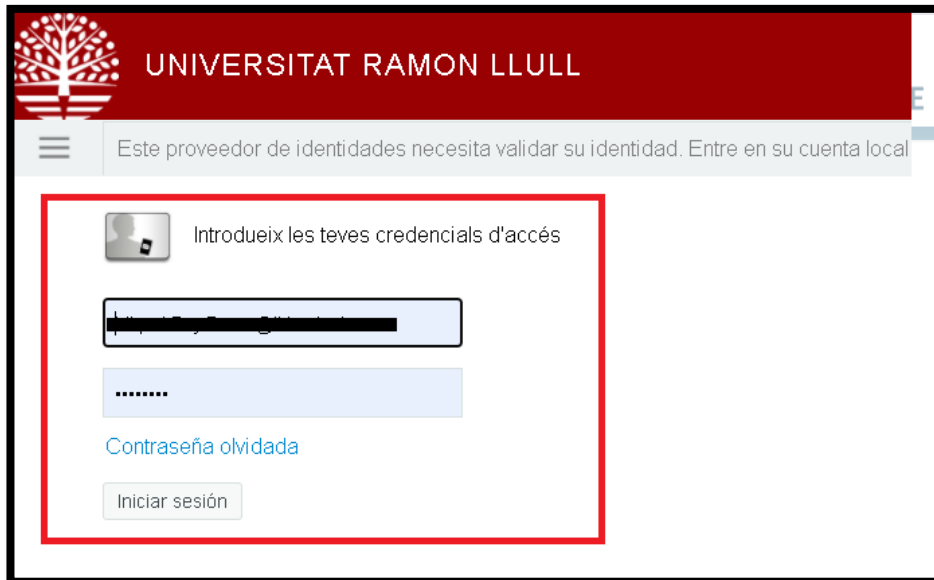 UNIVERSITAT RAMON LLULL
E
Este proveedor de identidades necesita validar su identidad. Entre en su cuenta local
Introdueix les teves credencials d'accés
........
Contraseña olvidada
Iniciar sesión